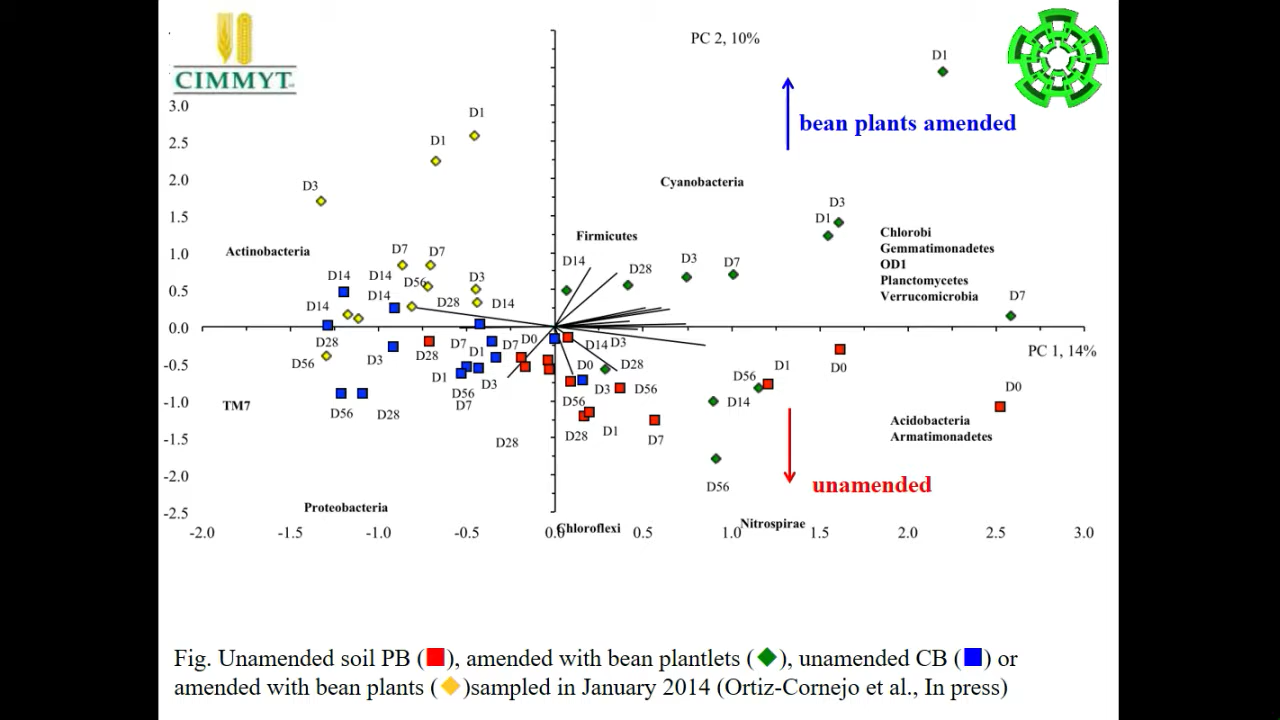 PC 2, 10%
D1
CIMMYT
3.0
D1
bean plants amended
2.5
D1
2.0
D3
Cyanobacteria
D3
1.5
D1
Firmicutes
Chlorobi
Gemmatimonadetes
OD1
Planctomycetes
Verrucomicrobia
1.0
Actinobacteria
D7
D7
D14
D28
D3
D7
D14
D14
D56
D3
0.5
D14
D14
D28
D14
D7
0.0
D28
D7
D7
D0
D14
D3
PC 1, 14%
D56
D3
D28
D1
D0
D28
D1
D0
-0.5
D1
D3
D56
D3
D56
D56
D0
-1.0
TM7
D7
D56
D14
D56
D28
D28
D28
D1
D7
Acidobacteria
Armatimonadetes
-1.5
-2.0
D56
unamended
-2.5
Proteobacteria
Chloroflexi
Nitrospirae
-2.0 -1.5 -1.0 -0.5 0.0 0.5 1.0 1.5 2.0 2.5 3.0
Fig. Unamended soil PB ( ), amended with bean plantlets ( ), unamended CB ( ) or
amended with bean plants ( )sampled in January 2014 (Ortiz-Cornejo et al., In press)